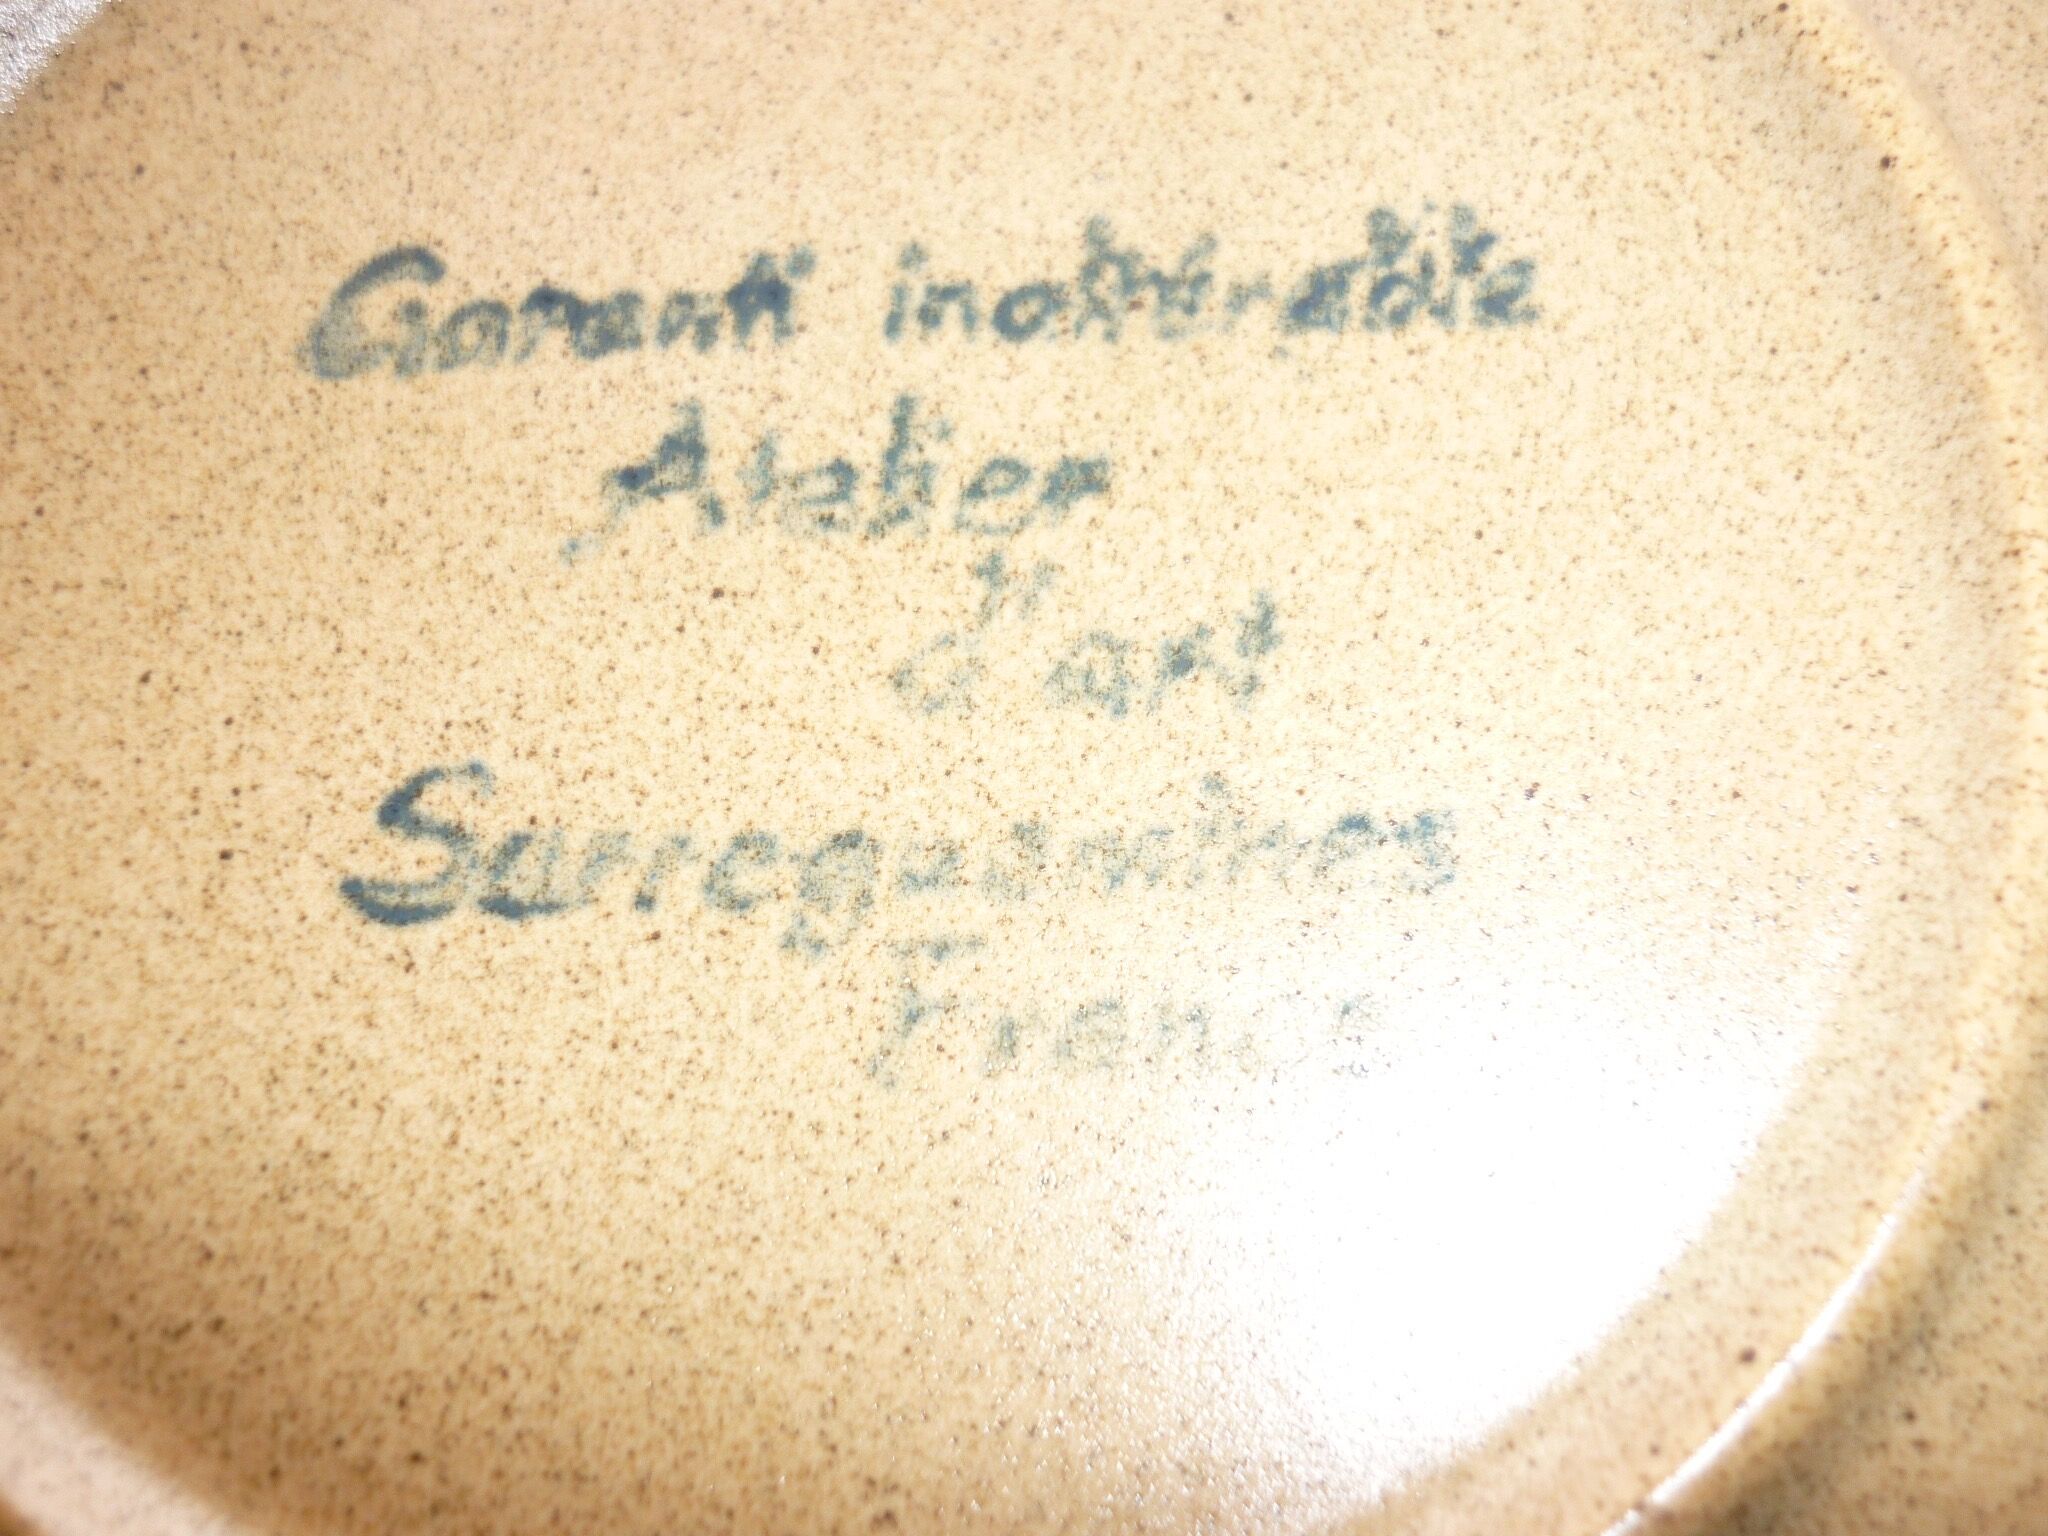 Garanti inaltérable
Atelier
d'art
Sarreguemines
France